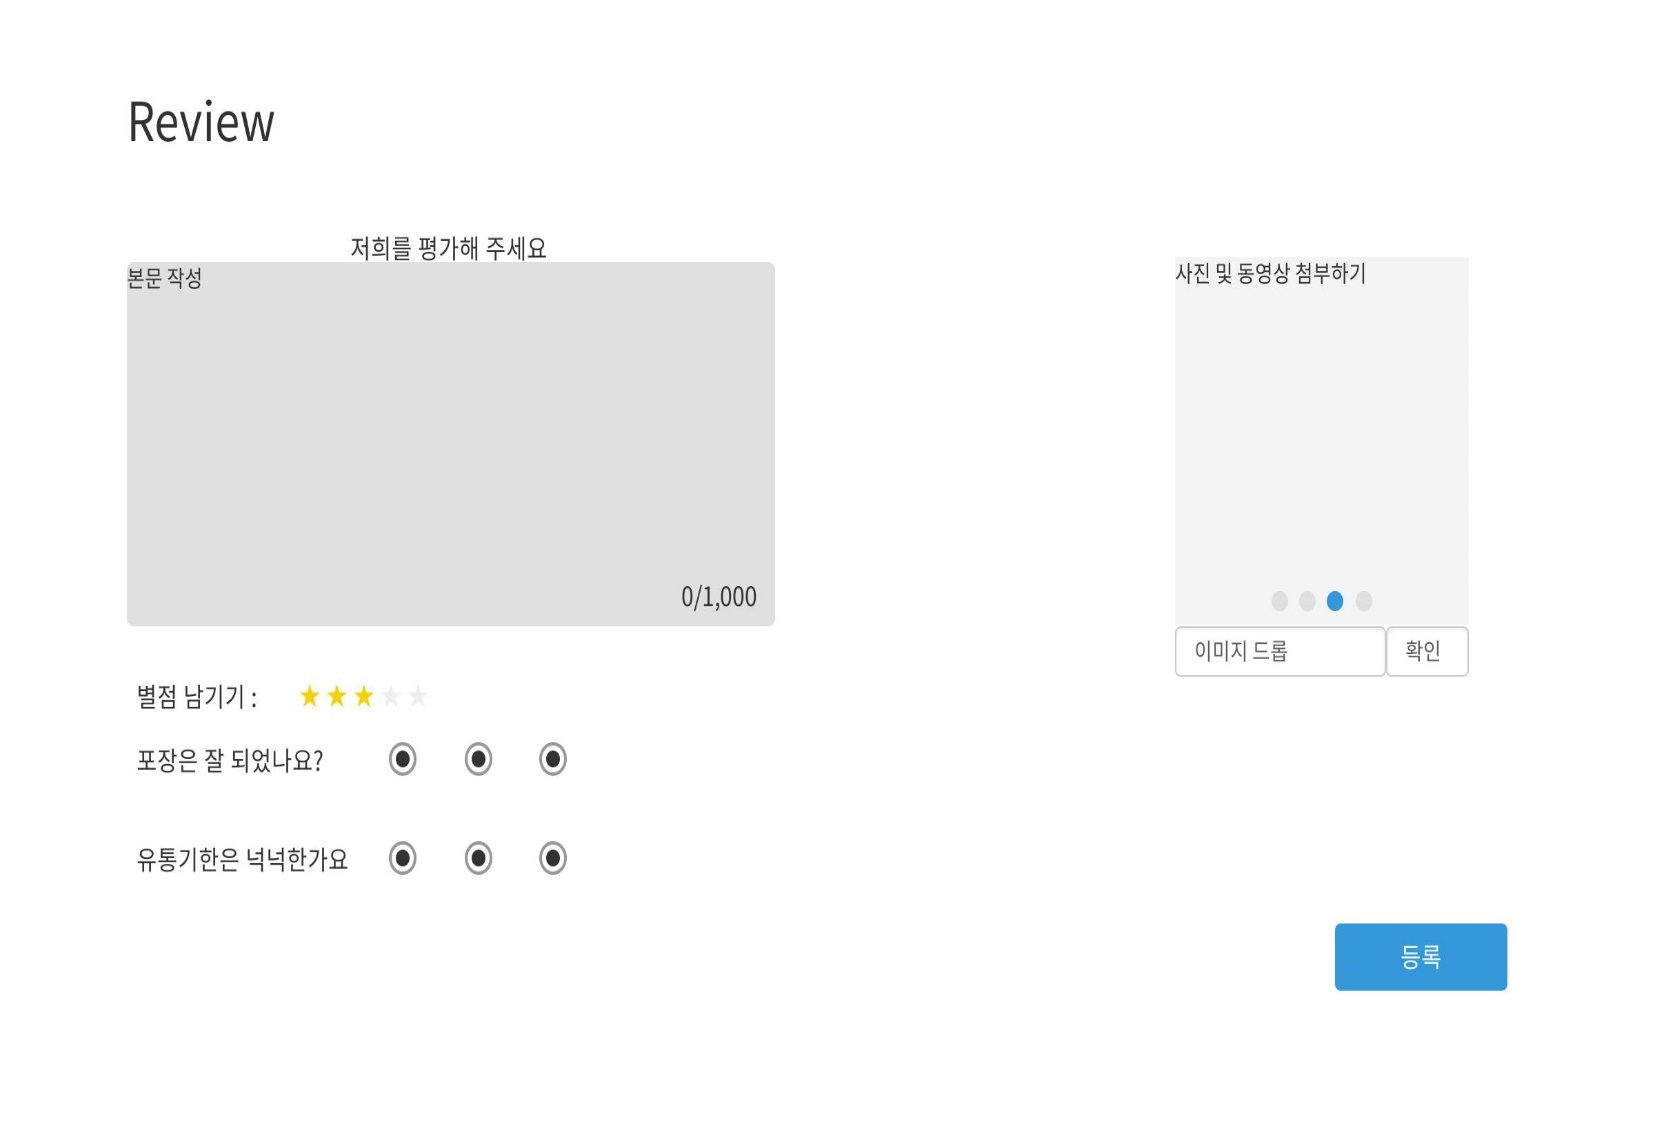 Review
저희를 평가해 주세요
본문 작성
0/1,000
사진 및 동영상 첨부하기
이미지 드롭
확인
별점 남기기 :
포장은 잘 되었나요?
유통기한은 넉넉한가요
등록